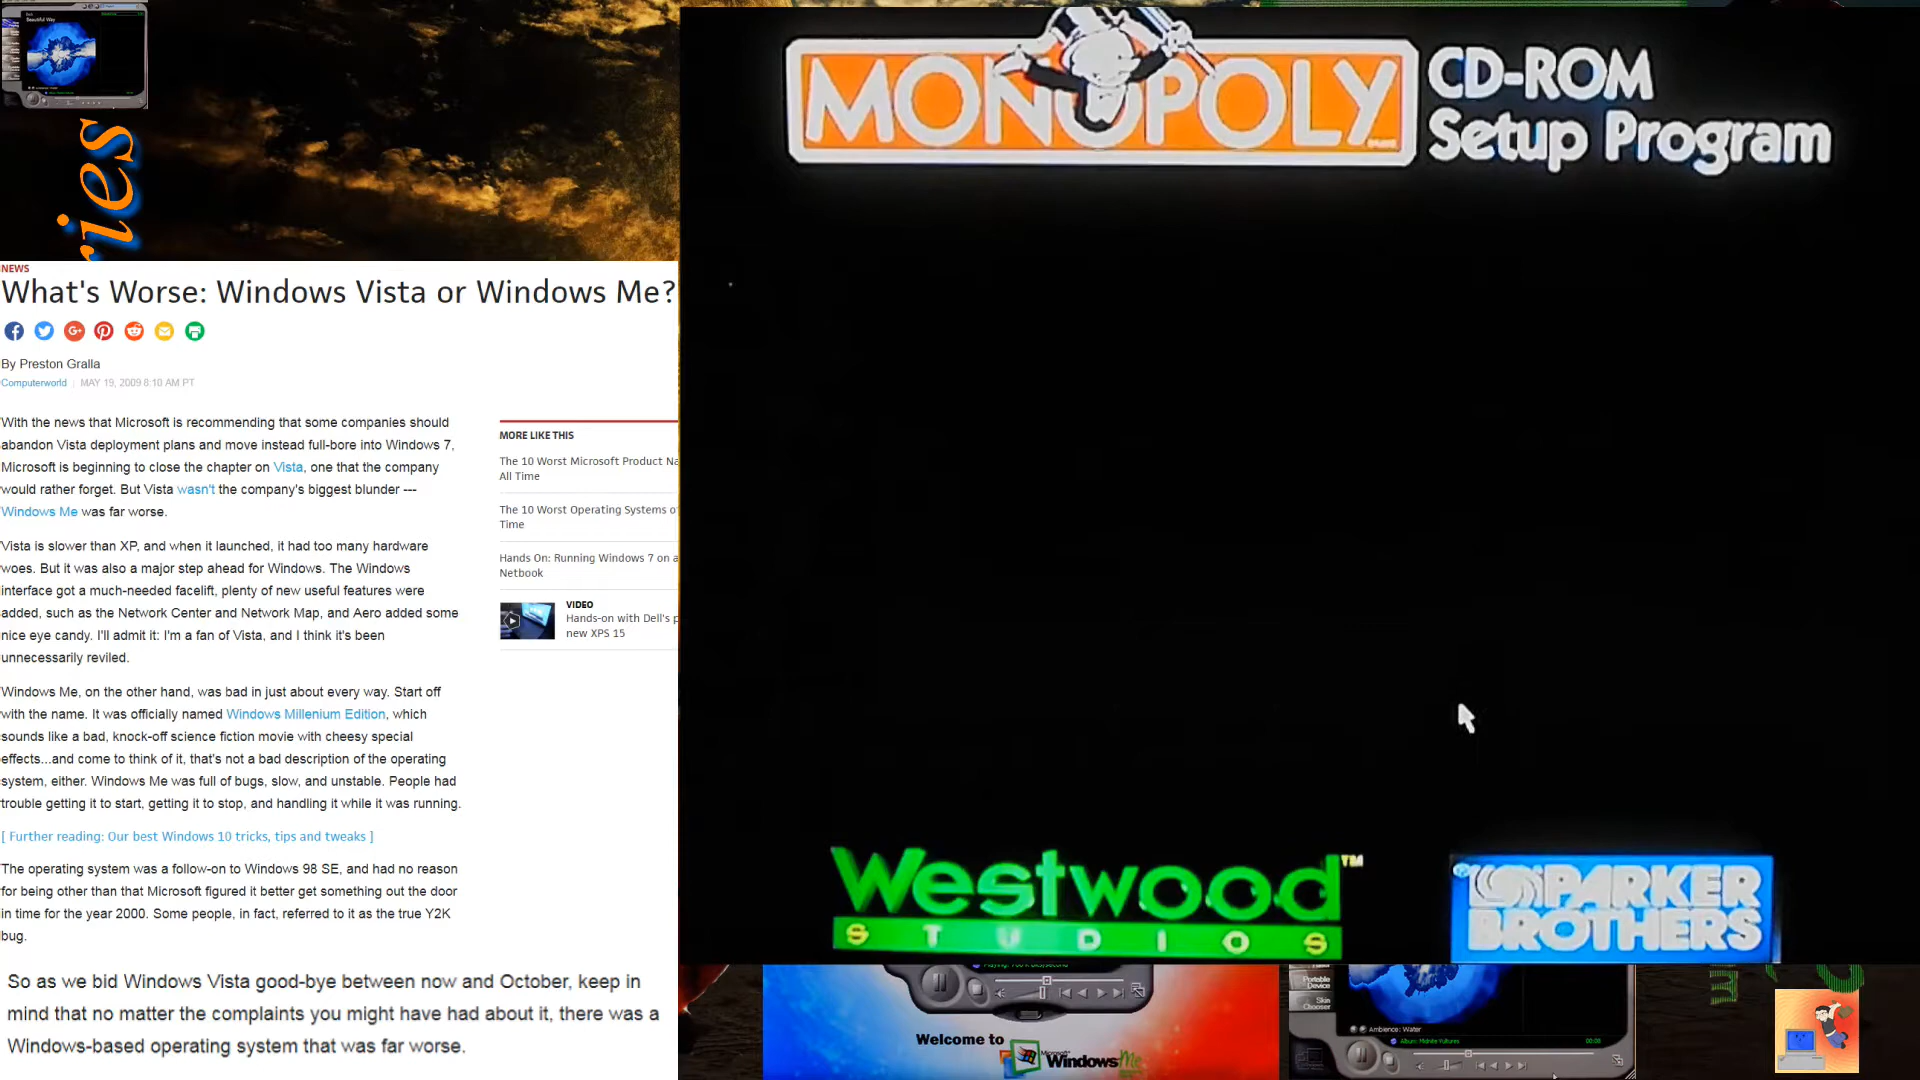 Beautiful Way
ries
NEWS
What's Worse: Windows Vista or Windows Me?
By Preston Gralla
Computerworld | MAY 19, 2009 8:10 AM PT
With the news that Microsoft is recommending that some companies should
abandon Vista deployment plans and move instead full-bore into Windows 7,
Microsoft is beginning to close the chapter on Vista, one that the company
would rather forget. But Vista wasn't the company's biggest blunder ---
Windows Me was far worse.
Vista is slower than XP, and when it launched, it had too many hardware
woes. But it was also a major step ahead for Windows. The Windows
interface got a much-needed facelift, plenty of new useful features were
added, such as the Network Center and Network Map, and Aero added some
nice eye candy. I'll admit it: I'm a fan of Vista, and I think it's been
unnecessarily reviled.
Windows Me, on the other hand, was bad in just about every way. Start off
with the name. It was officially named Windows Millenium Edition, which
sounds like a bad, knock-off science fiction movie with cheesy special
effects...and come to think of it, that's not a bad description of the operating
system, either. Windows Me was full of bugs, slow, and unstable. People had
trouble getting it to start, getting it to stop, and handling it while it was running.
[ Further reading: Our best Windows 10 tricks, tips and tweaks ]
The operating system was a follow-on to Windows 98 SE, and had no reason
for being other than that Microsoft figured it better get something out the door
in time for the year 2000. Some people, in fact, referred to it as the true Y2K
bug.
So as we bid Windows Vista good-bye between now and October, keep in
mind that no matter the complaints you might have had about it, there was a
Windows-based operating system that was far worse.
MORE LIKE THIS
The 10 Worst Microsoft Product Na
All Time
The 10 Worst Operating Systems o
Time
Hands On: Running Windows 7 on a
Netbook
VIDEO
Hands-on with Dell's p
new XPS 15
MONOPOLY
CD-ROM
Setup Program
Westwood™
STUDIOS
PARKER
BROTHERS
Welcome to
Microsoft
Windows Me
Portable
Device
Skin
Chooser
Ambience: Water
Album: Midnite Vultures